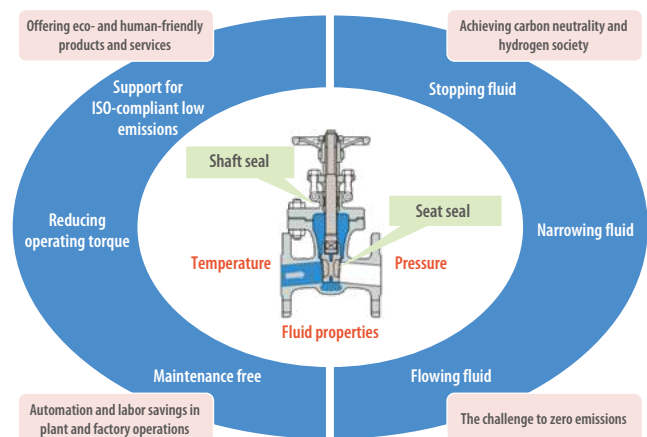 Offering eco- and human-friendly
products and services
Achieving carbon neutrality and
hydrogen society
Support for
ISO-compliant low
emissions
Stopping fluid
Shaft seal
Seat seal
Reducing
operating torque
Narrowing fluid
Temperature
Pressure
Fluid properties
Maintenance free
Flowing fluid
Automation and labor savings in
plant and factory operations
The challenge to zero emissions